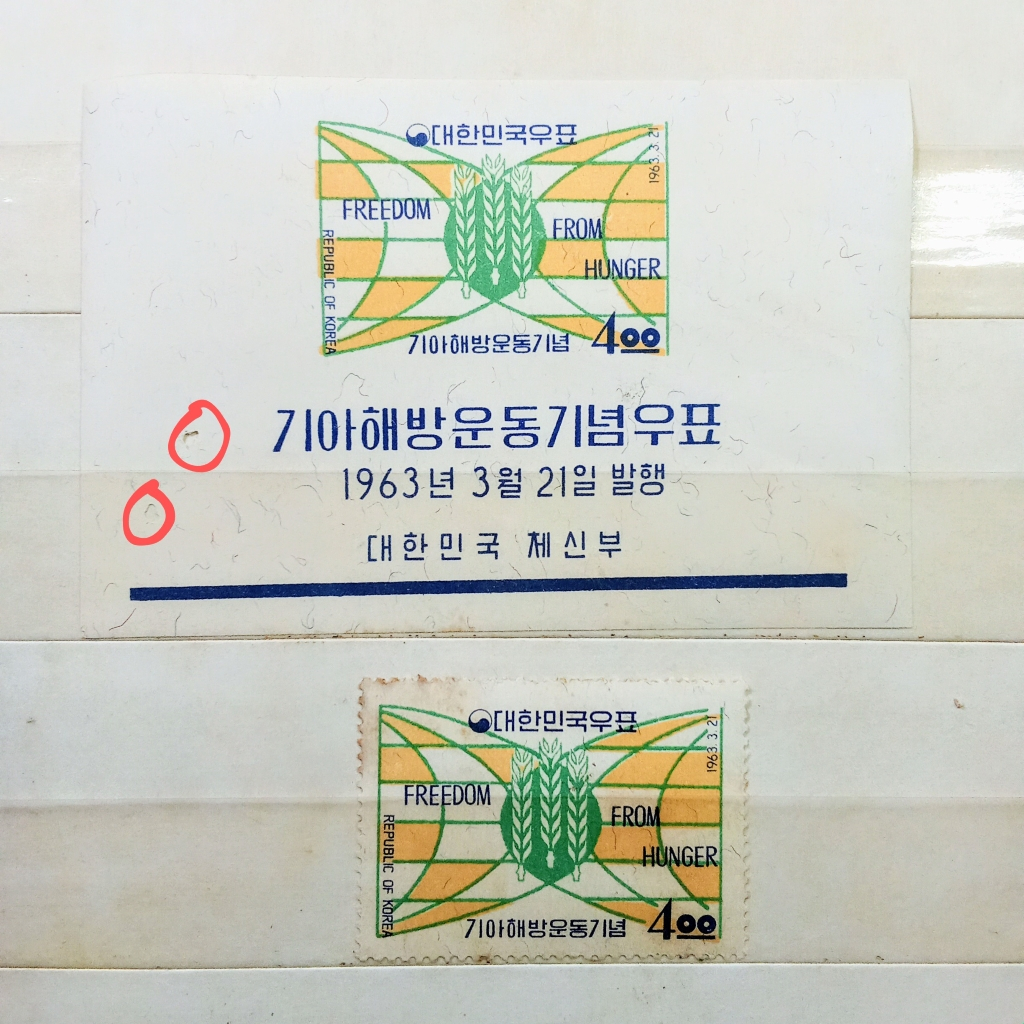 대한민국우표
1963.3.21
FREEDOM
FROM
HUNGER
REPUBLIC OF KOREA
기아해방운동기념
4.00
기아해방운동기념우표
1963년 3월 21일 발행
대한민국 체신부
대한민국우표
1963.3.21
FREEDOM
FROM
HUNGER
REPUBLIC OF KOREA
기아해방운동기념
4.00